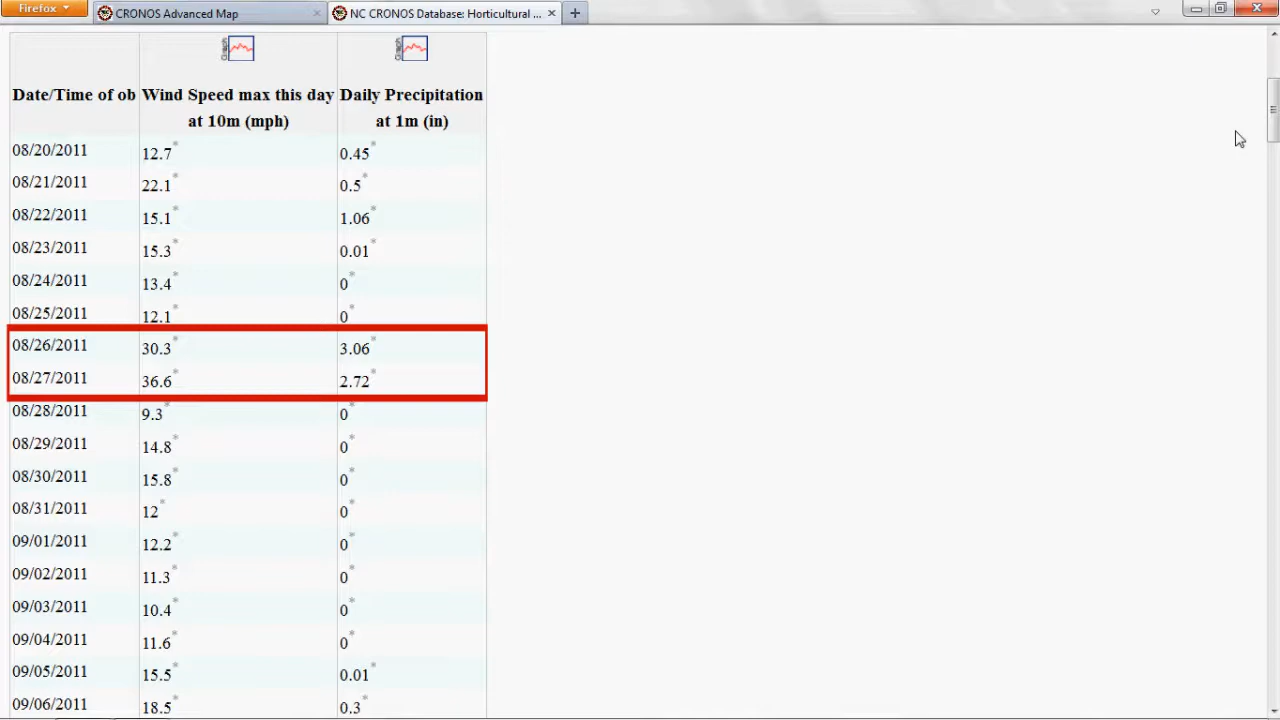 Firefox
CRONOS Advanced Map
NC CRONOS Database: Horticultural ...
Date/Time of ob Wind Speed max this day at 10m (mph) Daily Precipitation at 1m (in)
08/20/2011 12.7* 0.45*
08/21/2011 22.1* 0.5*
08/22/2011 15.1* 1.06*
08/23/2011 15.3* 0.01*
08/24/2011 13.4* 0*
08/25/2011 12.1* 0*
08/26/2011 30.3* 3.06*
08/27/2011 36.6* 2.72*
08/28/2011 9.3* 0*
08/29/2011 14.8* 0*
08/30/2011 15.8* 0*
08/31/2011 12* 0*
09/01/2011 12.2* 0*
09/02/2011 11.3* 0*
09/03/2011 10.4* 0*
09/04/2011 11.6* 0*
09/05/2011 15.5* 0.01*
09/06/2011 18.5* 0.3*